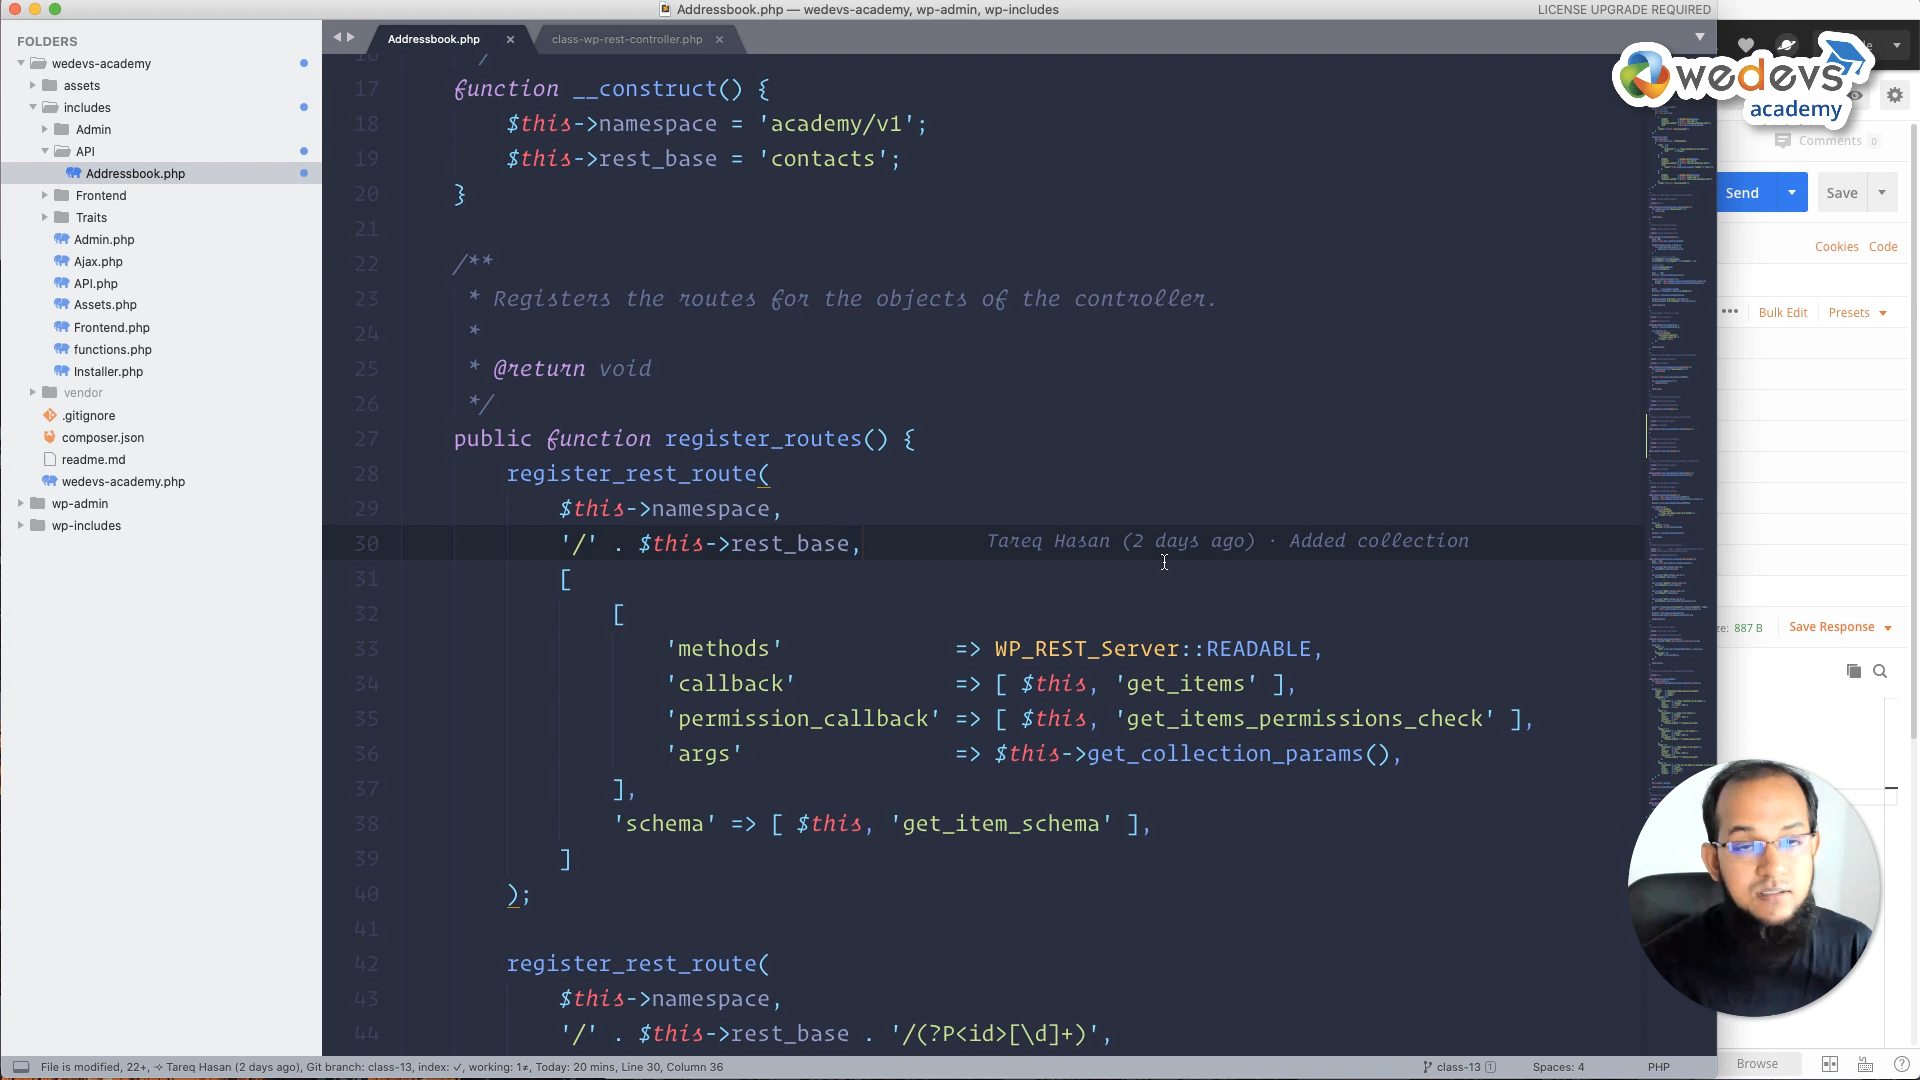 Addressbook.php — wedevs-academy, wp-admin, wp-includes
LICENSE UPGRADE REQUIRED
FOLDERS
wedevs-academy
assets
includes
Admin
API
Addressbook.php
Frontend
Traits
Admin.php
Ajax.php
API.php
Assets.php
Frontend.php
functions.php
Installer.php
vendor
.gitignore
composer.json
readme.md
wedevs-academy.php
wp-admin
wp-includes
Addressbook.php
class-wp-rest-controller.php
16 */
17 function __construct() {
18 $this->namespace = 'academy/v1';
19 $this->rest_base = 'contacts';
20 }
21
22 /**
23 * Registers the routes for the objects of the controller.
24 *
25 * @return void
26 */
27 public function register_routes() {
28 register_rest_route(
29 $this->namespace,
30 '/' . $this->rest_base, Tareq Hasan (2 days ago) · Added collection
31 [
32 [
33 'methods' => WP_REST_Server::READABLE,
34 'callback' => [ $this, 'get_items' ],
35 'permission_callback' => [ $this, 'get_items_permissions_check' ],
36 'args' => $this->get_collection_params(),
37 ],
38 'schema' => [ $this, 'get_item_schema' ],
39 ]
40 );
41
42 register_rest_route(
43 $this->namespace,
44 '/' . $this->rest_base . '/(?P<id>[\d]+)',
wedevs
academy
Comments 0
Send
Save
Cookies Code
Bulk Edit Presets
887 B Save Response
Browse
File is modified, 22+, Tareq Hasan (2 days ago), Git branch: class-13, index: ✓, working: 1≠, Today: 20 mins, Line 30, Column 36
class-13 1
Spaces: 4
PHP